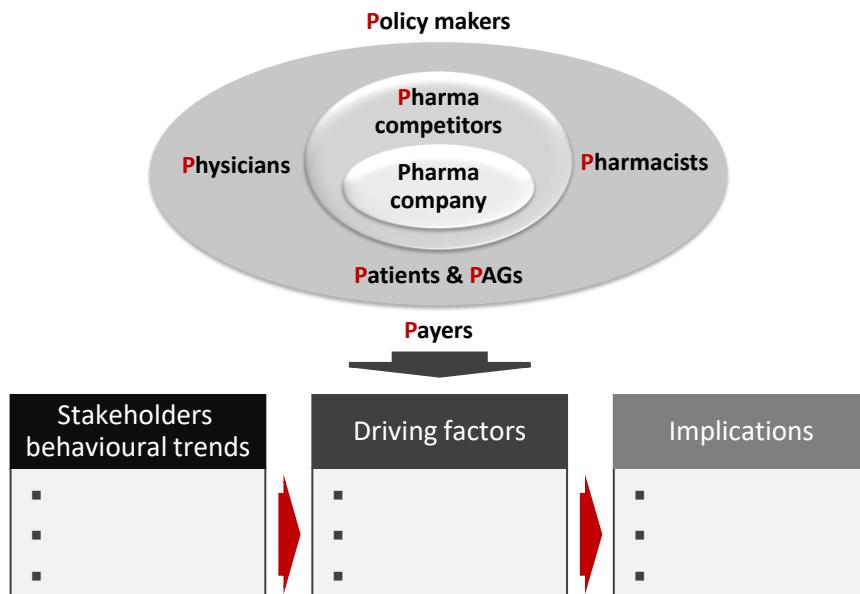 Policy makers
Pharma
competitors
Physicians
Pharmacists
Pharma
company
Patients & PAGs
Payers
Stakeholders
behavioural trends
Driving factors
Implications